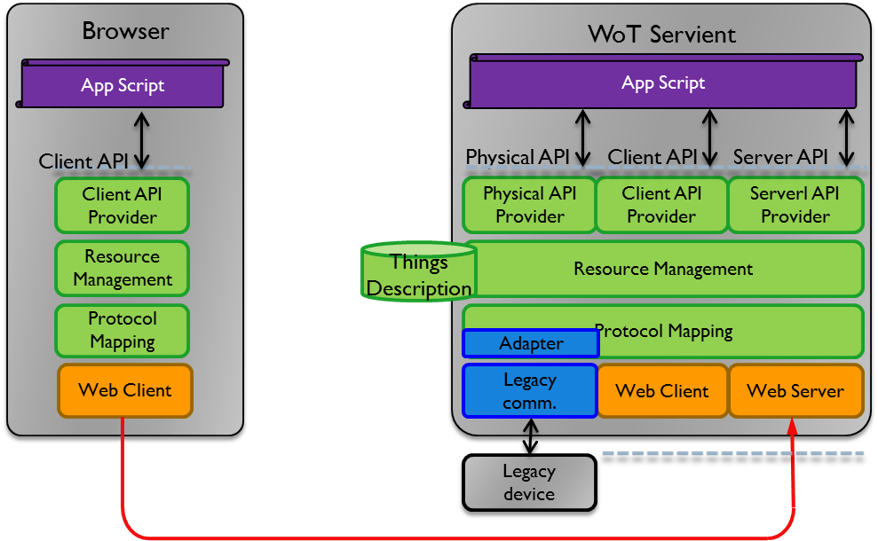 Browser
App Script
Client API
Client API
Provider
Resource
Management
Protocol
Mapping
Web Client
WoT Servient
App Script
Physical API
Client API
Server API
Physical API
Provider
Client API
Provider
Serverl API
Provider
Things
Description
Resource Management
Protocol Mapping
Adapter
Legacy
comm.
Web Client
Web Server
Legacy
device